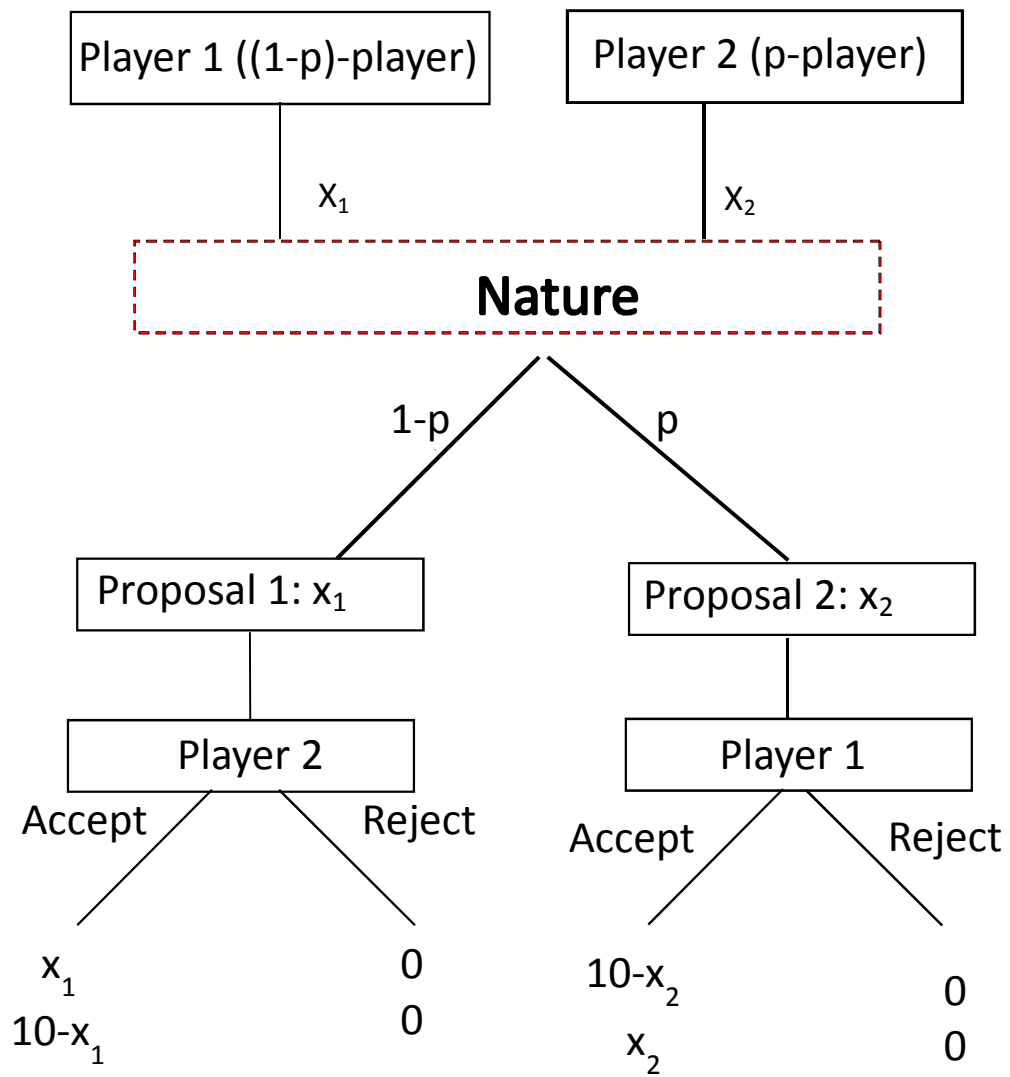 Player 1 ((1-p)-player)
Player 2 (p-player)
X₁
X₂
Nature
1-p
p
Proposal 1: x₁
Proposal 2: x₂
Player 2
Player 1
Accept
Reject
Accept
Reject
x₁
0
10-x₂
0
10-x₁
0
x₂
0